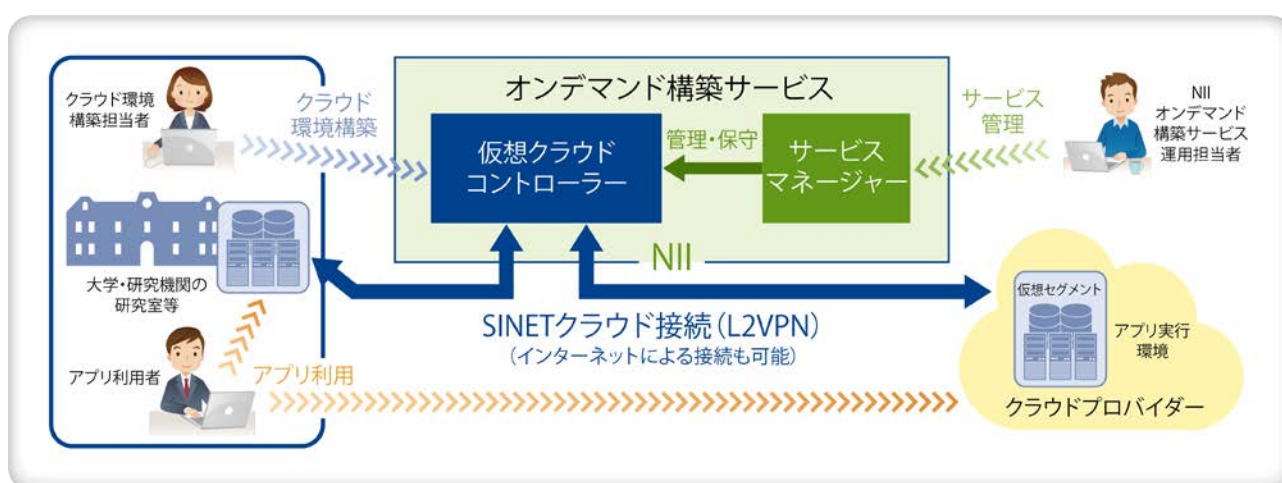 クラウド環境
構築担当者
クラウド
環境構築
オンデマンド構築サービス
仮想クラウド
コントローラー
管理・保守
サービス
マネージャー
サービス
管理
NII
オンデマンド
構築サービス
運用担当者
NII
大学・研究機関の
研究室等
SINETクラウド接続(L2VPN)
(インターネットによる接続も可能)
仮想セグメント
アプリ実行
環境
クラウドプロバイダー
アプリ利用者
アプリ利用